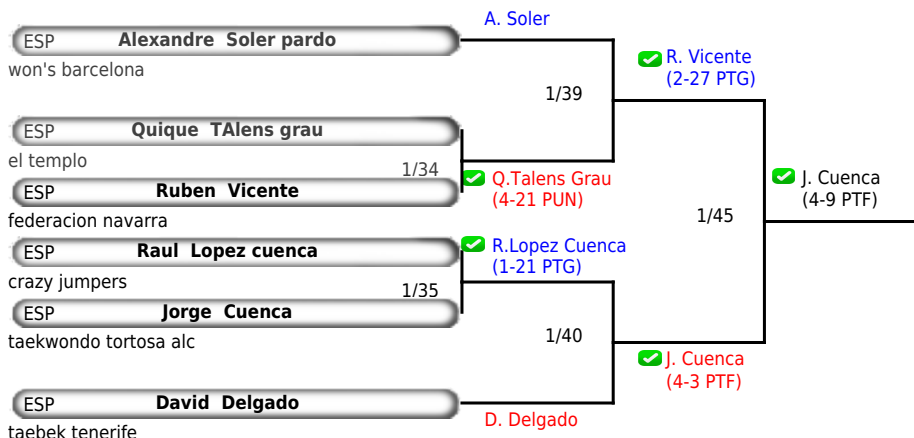 A. Soler
ESP Alexandre Soler pardo
won's barcelona
R. Vicente
(2-27 PTG)
1/39
ESP Quique TAlens grau
el templo
1/34
Q.Talens Grau
(4-21 PUN)
ESP Ruben Vicente
federacion navarra
J. Cuenca
(4-9 PTF)
1/45
ESP Raul Lopez cuenca
crazy jumpers
R.Lopez Cuenca
(1-21 PTG)
1/35
ESP Jorge Cuenca
taekwondo tortosa alc
1/40
J. Cuenca
(4-3 PTF)
ESP David Delgado
taebek tenerife
D. Delgado